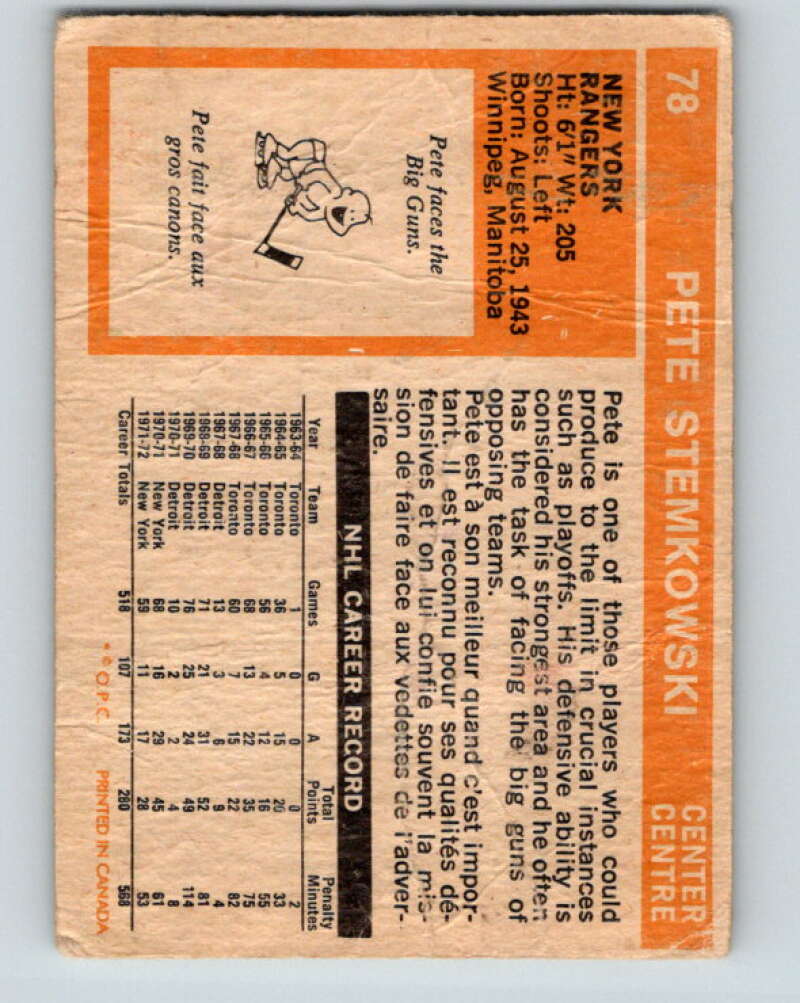 78 PETE STEMKOWSKI CENTER
CENTRE
NEW YORK
RANGERS
Ht: 6'1" Wt: 205
Shoots: Left
Born: August 25, 1943
Winnipeg, Manitoba
Pete faces the
Big Guns.
Pete fait face aux
gros canons.
Pete is one of those players who could
produce to the limit in crucial instances
such as playoffs. His defensive ability is
considered his strongest area and he often
has the task of facing the big guns of
opposing teams.
Pete est à son meilleur quand c'est impor-
tant. Il est reconnu pour ses qualités dé-
fensives et on lui confie souvent la mis-
sion de faire face aux vedettes de l'adver-
saire.
NHL CAREER RECORD
Year Team Games G A Total Points Penalty Minutes
1963-64 Toronto 1 0 0 0 2
1964-65 Toronto 36 5 15 20 33
1965-66 Toronto 56 4 12 16 55
1966-67 Toronto 68 13 22 35 75
1967-68 Toronto 60 7 15 22 82
1967-68 Detroit 13 3 6 9 4
1968-69 Detroit 71 21 31 52 81
1969-70 Detroit 76 25 24 49 114
1970-71 Detroit 10 2 2 4 8
1970-71 New York 68 16 29 45 61
1971-72 New York 59 11 17 28 53
Career Totals 518 107 173 280 568
* © O.P.C. PRINTED IN CANADA